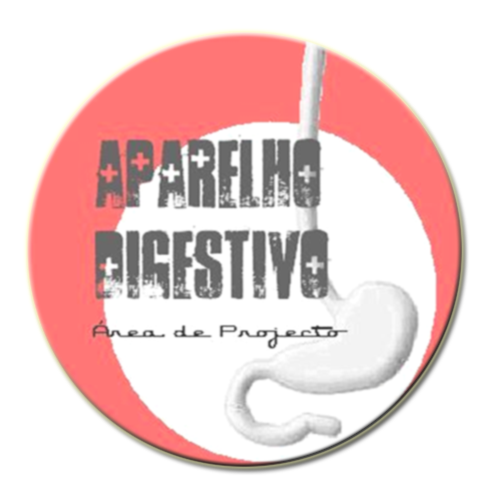 APARELHO
DIGESTIVO
Área de Projecto